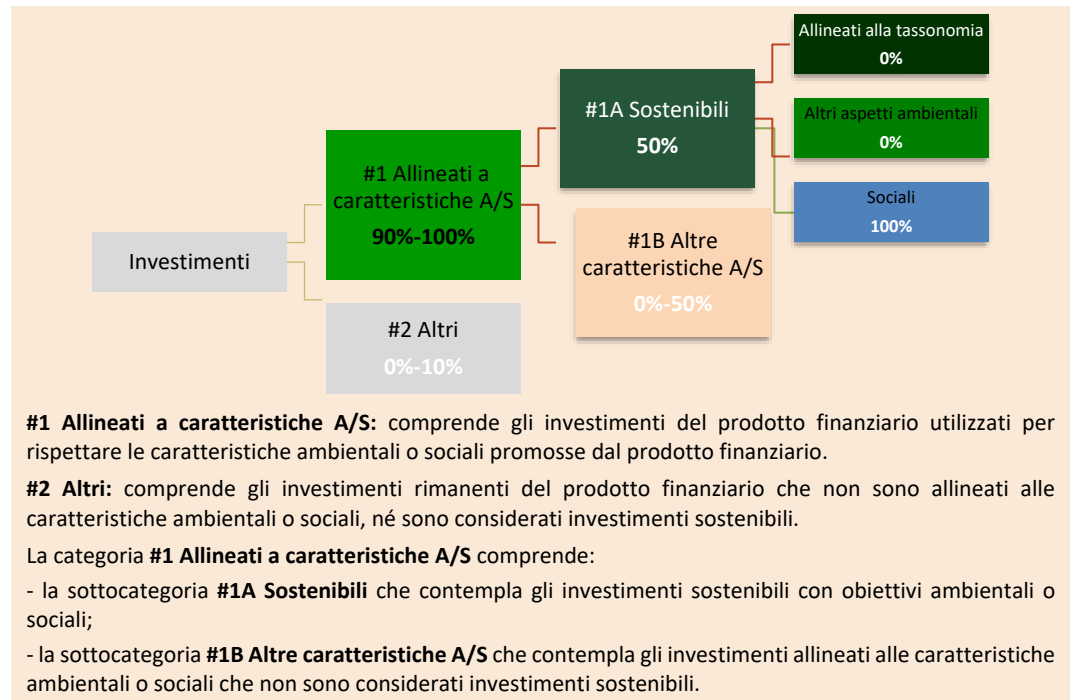 Allineati alla tassonomia
0%
#1A Sostenibili
50%
Altri aspetti ambientali
0%
#1 Allineati a
caratteristiche A/S
90%-100%
Sociali
100%
#1B Altre
caratteristiche A/S
0%-50%
Investimenti
#2 Altri
0%-10%
#1 Allineati a caratteristiche A/S: comprende gli investimenti del prodotto finanziario utilizzati per
rispettare le caratteristiche ambientali o sociali promosse dal prodotto finanziario.
#2 Altri: comprende gli investimenti rimanenti del prodotto finanziario che non sono allineati alle
caratteristiche ambientali o sociali, né sono considerati investimenti sostenibili.
La categoria #1 Allineati a caratteristiche A/S comprende:
- la sottocategoria #1A Sostenibili che contempla gli investimenti sostenibili con obiettivi ambientali o
sociali;
- la sottocategoria #1B Altre caratteristiche A/S che contempla gli investimenti allineati alle caratteristiche
ambientali o sociali che non sono considerati investimenti sostenibili.